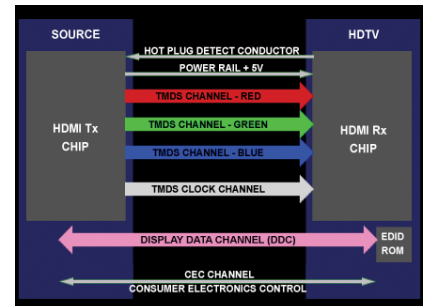 SOURCE
HDTV
HOT PLUG DETECT CONDUCTOR
POWER RAIL + 5V
TMDS CHANNEL - RED
TMDS CHANNEL - GREEN
TMDS CHANNEL - BLUE
TMDS CLOCK CHANNEL
HDMI Tx
CHIP
HDMI Rx
CHIP
DISPLAY DATA CHANNEL (DDC)
EDID
ROM
CEC CHANNEL
CONSUMER ELECTRONICS CONTROL